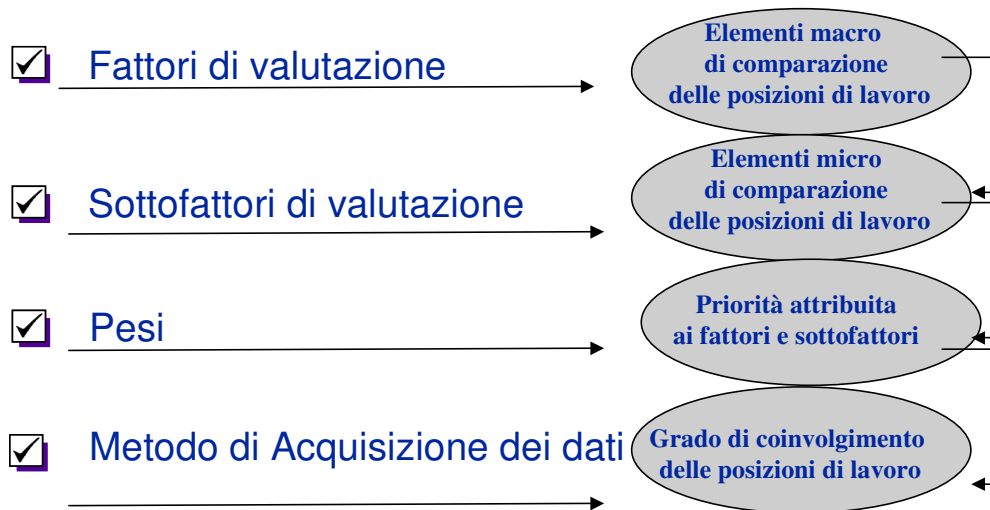 Fattori di valutazione
Elementi macro
di comparazione
delle posizioni di lavoro
Sottofattori di valutazione
Elementi micro
di comparazione
delle posizioni di lavoro
Pesi
Priorità attribuita
ai fattori e sottofattori
Metodo di Acquisizione dei dati
Grado di coinvolgimento
delle posizioni di lavoro